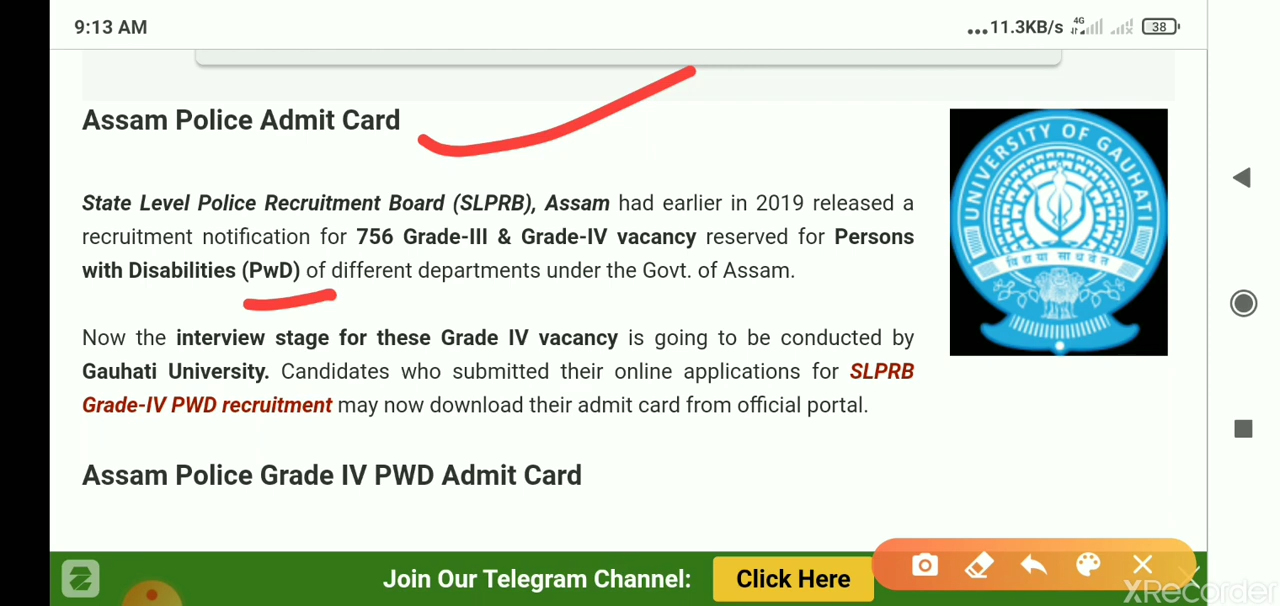 9:13 AM
...11.3KB/s 4G 38
Assam Police Admit Card
UNIVERSITY OF GAUHATI
State Level Police Recruitment Board (SLPRB), Assam had earlier in 2019 released a
recruitment notification for 756 Grade-III & Grade-IV vacancy reserved for Persons
with Disabilities (PwD) of different departments under the Govt. of Assam.
विद्यया साधयेत
Now the interview stage for these Grade IV vacancy is going to be conducted by
Gauhati University. Candidates who submitted their online applications for SLPRB
Grade-IV PWD recruitment may now download their admit card from official portal.
Assam Police Grade IV PWD Admit Card
Join Our Telegram Channel: Click Here
XRecorder